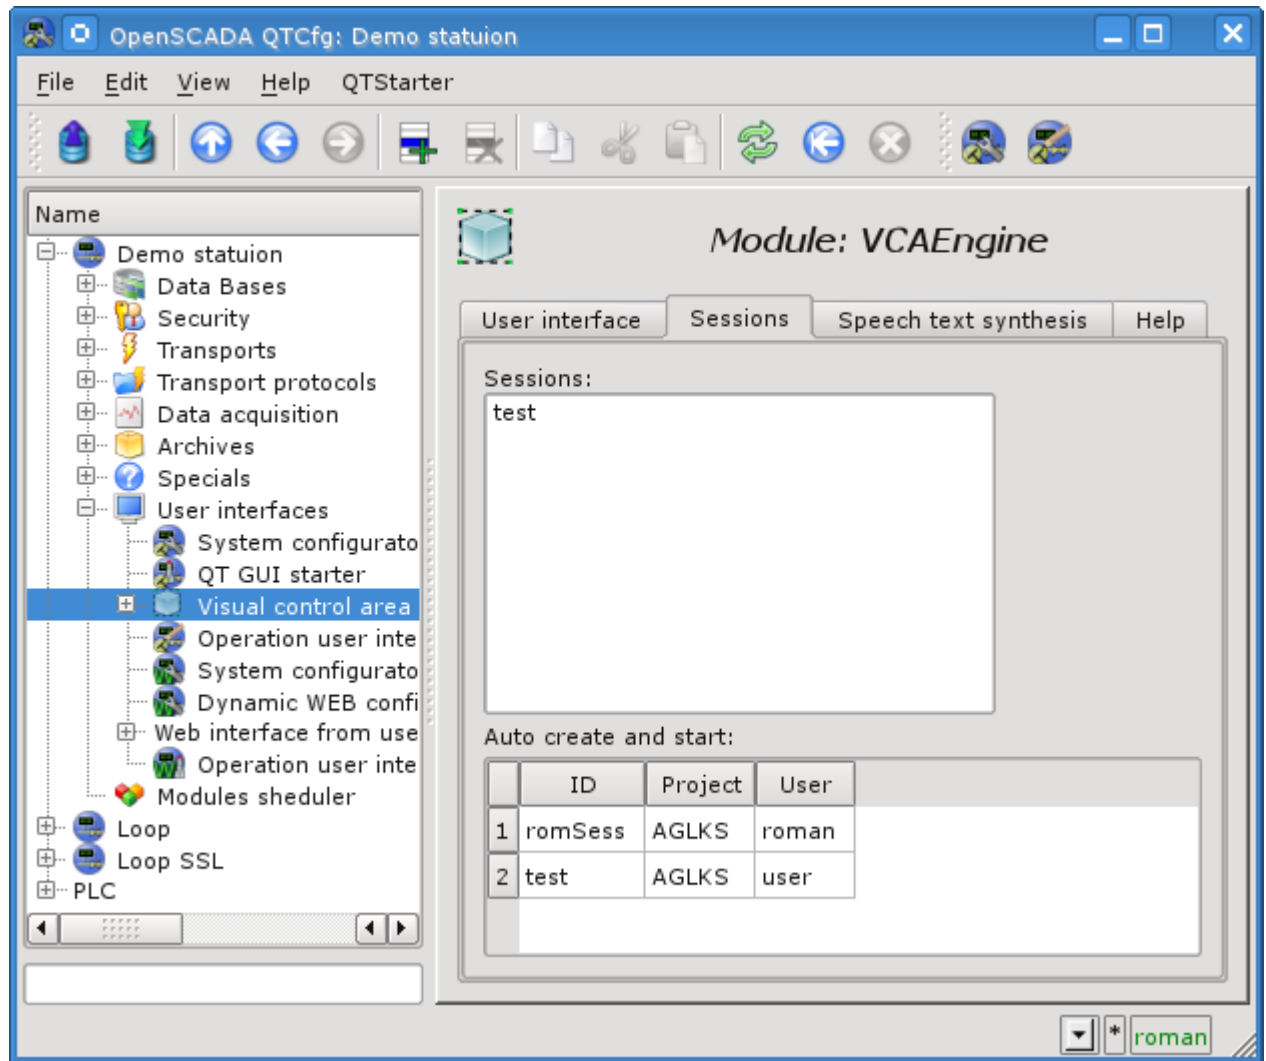 OpenSCADA QTCfg: Demo statuion
File Edit View Help QTStarter
Name
Demo statuion
Data Bases
Security
Transports
Transport protocols
Data acquisition
Archives
Specials
User interfaces
System configurato
QT GUI starter
Visual control area
Operation user inte
System configurato
Dynamic WEB confi
Web interface from use
Operation user inte
Modules sheduler
Loop
Loop SSL
PLC
Module: VCAEngine
User interface Sessions Speech text synthesis Help
Sessions:
test
Auto create and start:
ID Project User
1 romSess AGLKS roman
2 test AGLKS user
* roman